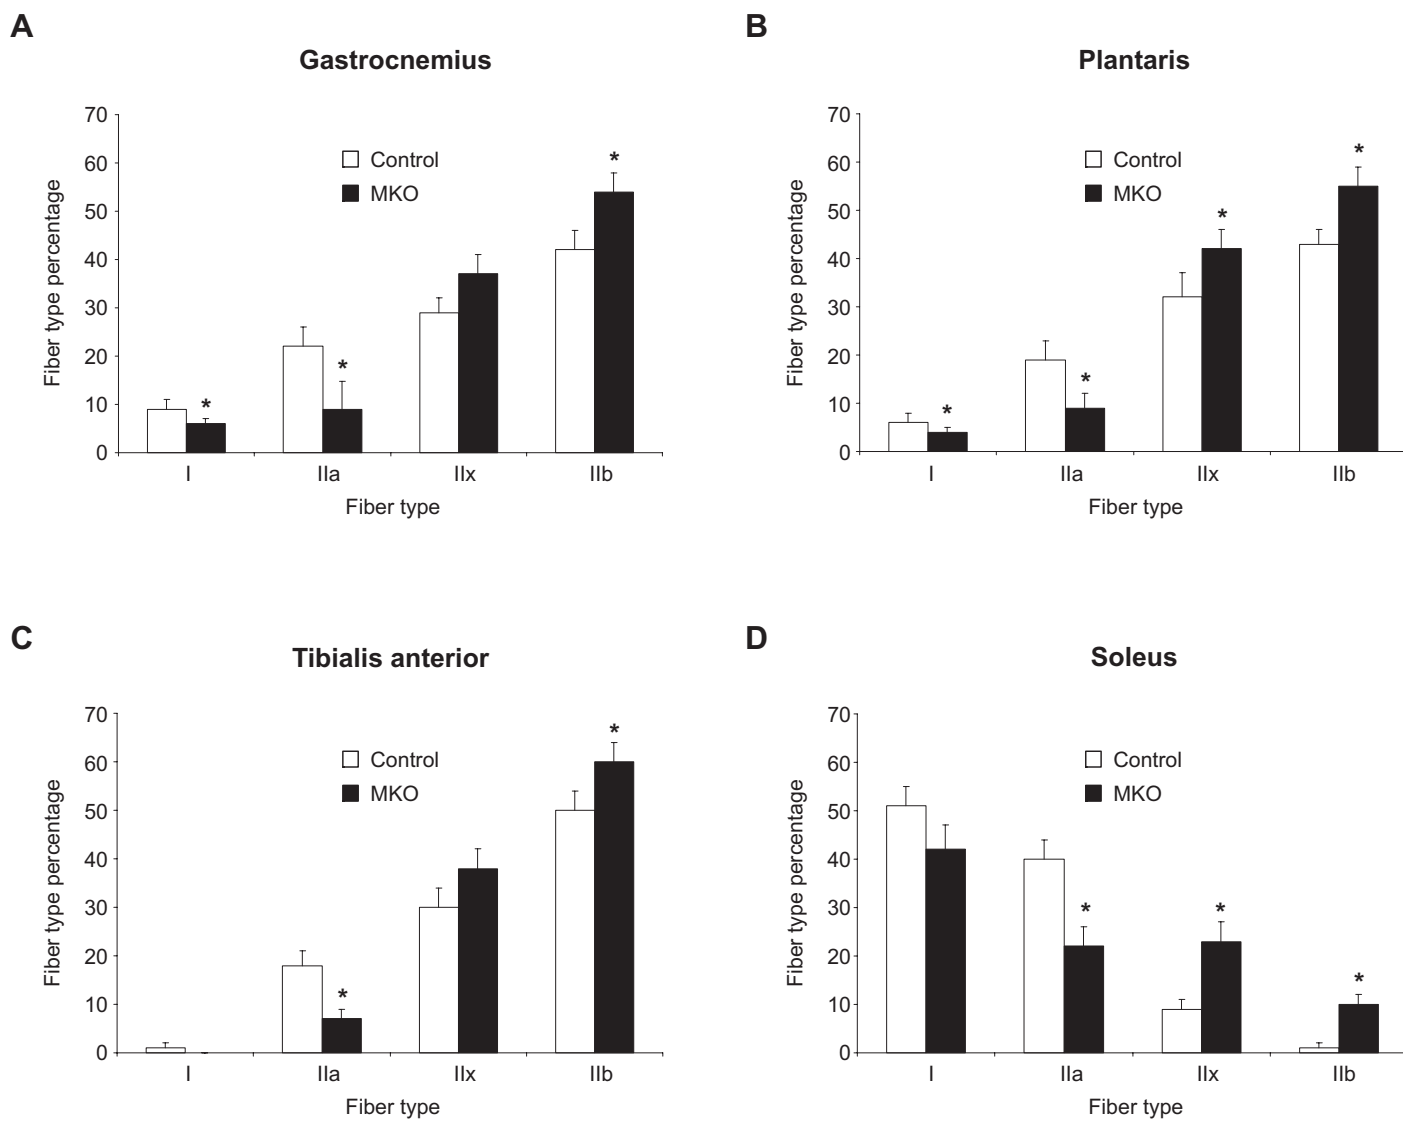 A
Gastrocnemius
70
60
50
40
30
20
10
0
Fiber type percentage
Control
MKO
*
*
*
I IIa IIx IIb
Fiber type
B
Plantaris
70
60
50
40
30
20
10
0
Fiber type percentage
Control
MKO
*
*
*
*
I IIa IIx IIb
Fiber type
C
Tibialis anterior
70
60
50
40
30
20
10
0
Fiber type percentage
Control
MKO
*
*
I IIa IIx IIb
Fiber type
D
Soleus
70
60
50
40
30
20
10
0
Fiber type percentage
Control
MKO
*
*
*
I IIa IIx IIb
Fiber type